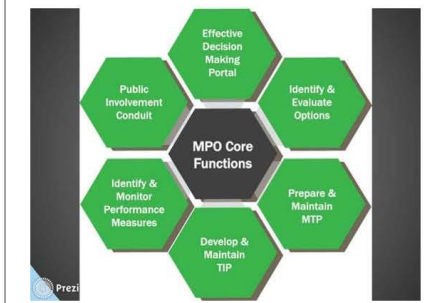 Effective
Decision
Making
Portal
Public
Involvement
Conduit
Identify &
Evaluate
Options
MPO Core
Functions
Identify &
Monitor
Performance
Measures
Prepare &
Maintain
MTP
Develop &
Maintain
TIP
Prezi